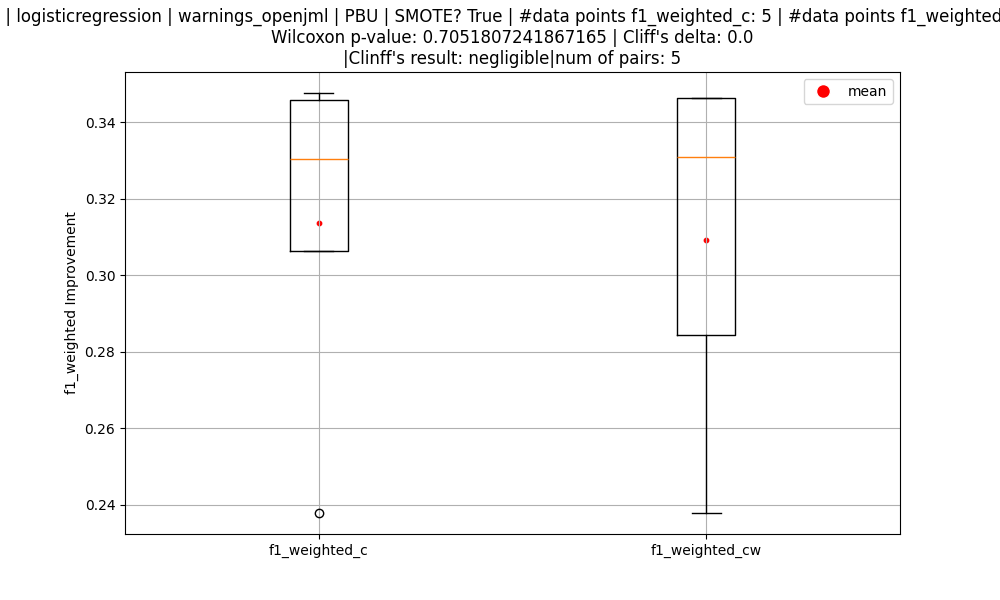 | logisticregression | warnings_openjml | PBU | SMOTE? True | #data points f1_weighted_c: 5 | #data points f1_weighted
Wilcoxon p-value: 0.7051807241867165 | Cliff's delta: 0.0
|Clinff's result: negligible|num of pairs: 5
mean
0.34
0.32
0.30
0.28
0.26
0.24
f1_weighted Improvement
f1_weighted_c
f1_weighted_cw